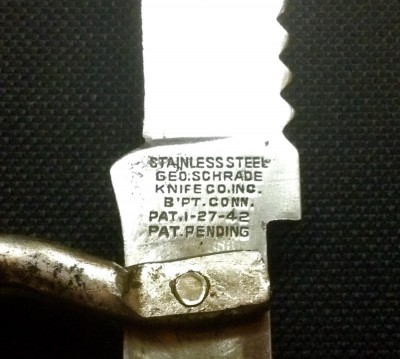 STAINLESS STEEL
GEO. SCHRADE
KNIFE CO. INC.
B'PT. CONN.
PAT. 1-27-42
PAT. PENDING